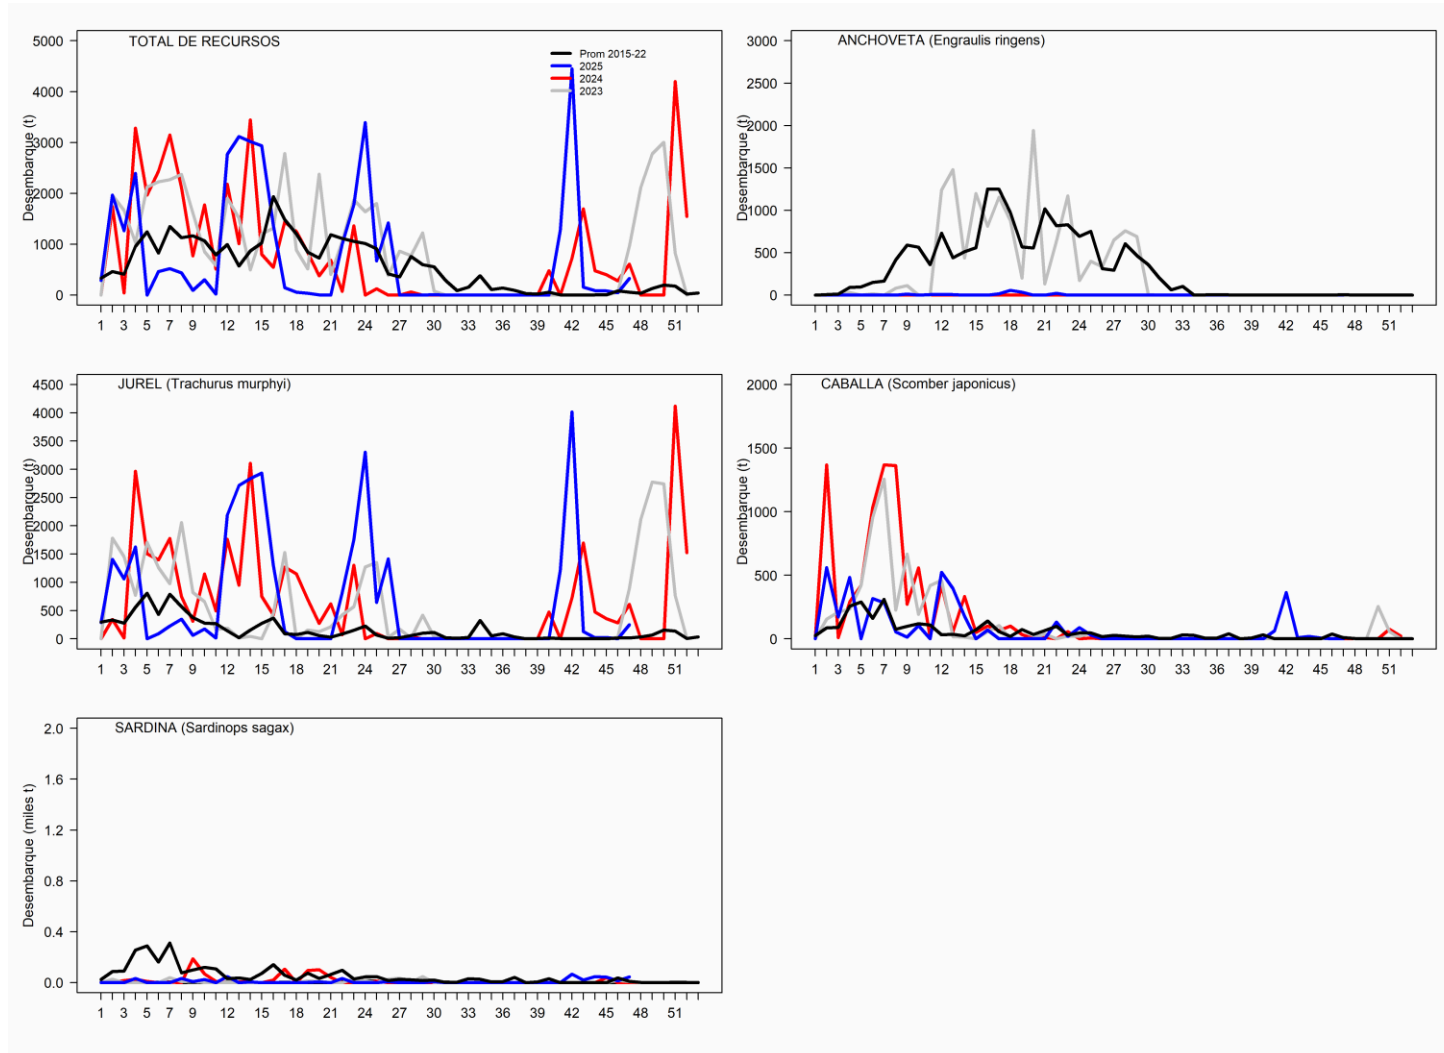 TOTAL DE RECURSOS
Prom 2015-22
2025
2024
2023
Desembarque (t)
5000
4000
3000
2000
1000
0
1 3 5 7 9 12 15 18 21 24 27 30 33 36 39 42 45 48 51
ANCHOVETA (Engraulis ringens)
Desembarque (t)
3000
2500
2000
1500
1000
500
0
1 3 5 7 9 12 15 18 21 24 27 30 33 36 39 42 45 48 51
JUREL (Trachurus murphyi)
Desembarque (t)
4500
4000
3500
3000
2500
2000
1500
1000
500
0
1 3 5 7 9 12 15 18 21 24 27 30 33 36 39 42 45 48 51
CABALLA (Scomber japonicus)
Desembarque (t)
2000
1500
1000
500
0
1 3 5 7 9 12 15 18 21 24 27 30 33 36 39 42 45 48 51
SARDINA (Sardinops sagax)
Desembarque (miles t)
2.0
1.6
1.2
0.8
0.4
0.0
1 3 5 7 9 12 15 18 21 24 27 30 33 36 39 42 45 48 51